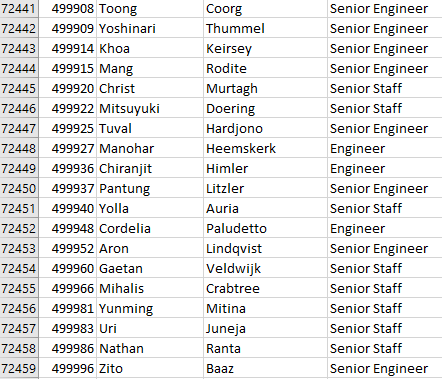 72441 499908 Toong Coorg Senior Engineer
72442 499909 Yoshinari Thummel Senior Engineer
72443 499914 Khoa Keirsey Senior Engineer
72444 499915 Mang Rodite Senior Engineer
72445 499920 Christ Murtagh Senior Staff
72446 499922 Mitsuyuki Doering Senior Staff
72447 499925 Tuval Hardjono Senior Engineer
72448 499927 Manohar Heemskerk Engineer
72449 499936 Chiranjit Himler Engineer
72450 499937 Pantung Litzler Senior Engineer
72451 499940 Yolla Auria Senior Staff
72452 499948 Cordelia Paludetto Engineer
72453 499952 Aron Lindqvist Senior Engineer
72454 499960 Gaetan Veldwijk Senior Staff
72455 499966 Mihalis Crabtree Senior Staff
72456 499981 Yunming Mitina Senior Staff
72457 499983 Uri Juneja Senior Staff
72458 499986 Nathan Ranta Senior Staff
72459 499996 Zito Baaz Senior Engineer